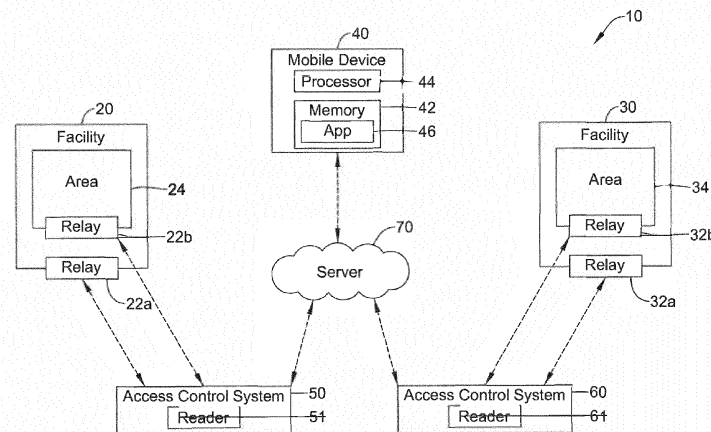 10
40
Mobile Device
Processor 44
Memory 42
App 46
20
Facility
Area
24
Relay
22b
Relay
22a
30
Facility
Area
34
Relay
32b
Relay
32a
70
Server
Access Control System 50
Reader 51
Access Control System 60
Reader 61